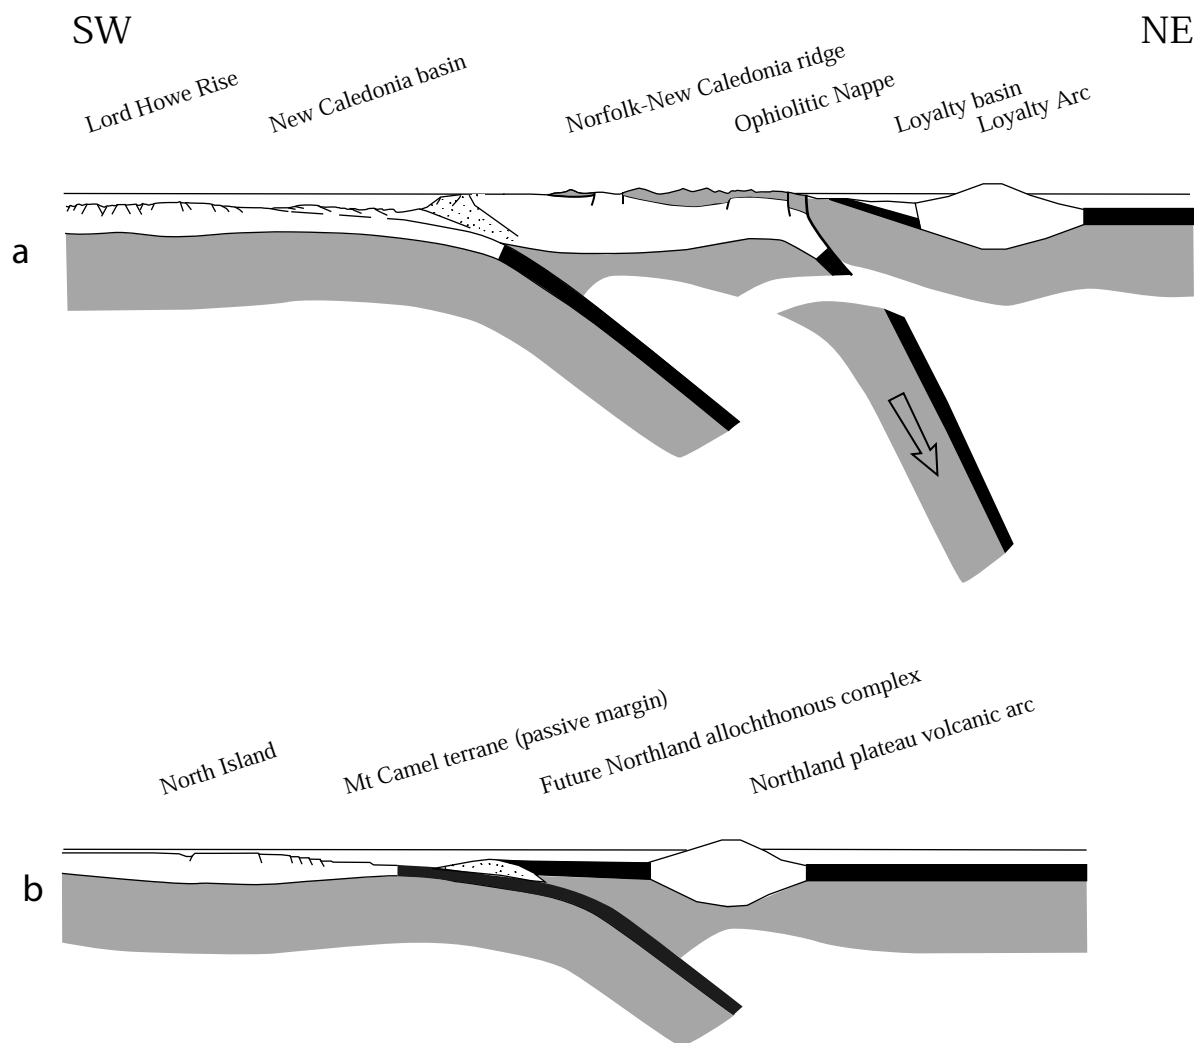 SW
NE
Lord Howe Rise
New Caledonia basin
Norfolk-New Caledonia ridge
Ophiolitic Nappe
Loyalty basin
Loyalty Arc
a
North Island
Mt Camel terrane (passive margin)
Future Northland allochthonous complex
Northland plateau volcanic arc
b